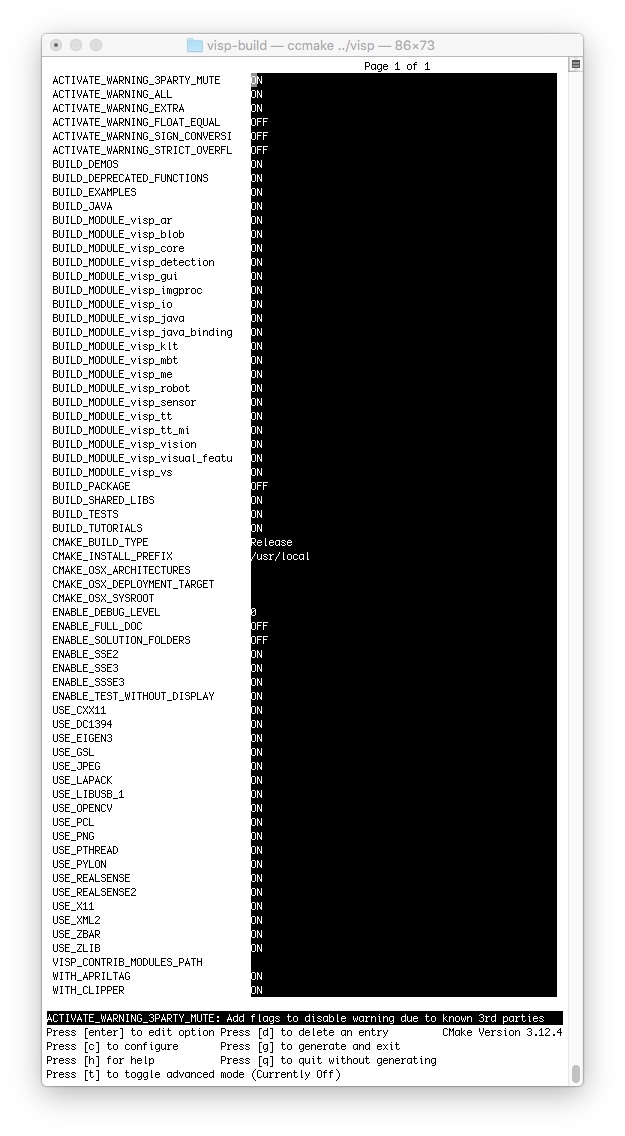 visp-build — ccmake ../visp — 86×73
Page 1 of 1
ACTIVATE_WARNING_3PARTY_MUTE ON
ACTIVATE_WARNING_ALL ON
ACTIVATE_WARNING_EXTRA ON
ACTIVATE_WARNING_FLOAT_EQUAL OFF
ACTIVATE_WARNING_SIGN_CONVERSI OFF
ACTIVATE_WARNING_STRICT_OVERFL OFF
BUILD_DEMOS ON
BUILD_DEPRECATED_FUNCTIONS ON
BUILD_EXAMPLES ON
BUILD_JAVA ON
BUILD_MODULE_visp_ar ON
BUILD_MODULE_visp_blob ON
BUILD_MODULE_visp_core ON
BUILD_MODULE_visp_detection ON
BUILD_MODULE_visp_gui ON
BUILD_MODULE_visp_imgproc ON
BUILD_MODULE_visp_io ON
BUILD_MODULE_visp_java ON
BUILD_MODULE_visp_java_binding ON
BUILD_MODULE_visp_klt ON
BUILD_MODULE_visp_mbt ON
BUILD_MODULE_visp_me ON
BUILD_MODULE_visp_robot ON
BUILD_MODULE_visp_sensor ON
BUILD_MODULE_visp_tt ON
BUILD_MODULE_visp_tt_mi ON
BUILD_MODULE_visp_vision ON
BUILD_MODULE_visp_visual_featu ON
BUILD_MODULE_visp_vs ON
BUILD_PACKAGE OFF
BUILD_SHARED_LIBS ON
BUILD_TESTS ON
BUILD_TUTORIALS ON
CMAKE_BUILD_TYPE Release
CMAKE_INSTALL_PREFIX /usr/local
CMAKE_OSX_ARCHITECTURES
CMAKE_OSX_DEPLOYMENT_TARGET
CMAKE_OSX_SYSROOT
ENABLE_DEBUG_LEVEL 0
ENABLE_FULL_DOC OFF
ENABLE_SOLUTION_FOLDERS OFF
ENABLE_SSE2 ON
ENABLE_SSE3 ON
ENABLE_SSSE3 ON
ENABLE_TEST_WITHOUT_DISPLAY ON
USE_CXX11 ON
USE_DC1394 ON
USE_EIGEN3 ON
USE_GSL ON
USE_JPEG ON
USE_LAPACK ON
USE_LIBUSB_1 ON
USE_OPENCV ON
USE_PCL ON
USE_PNG ON
USE_PTHREAD ON
USE_PYLON ON
USE_REALSENSE ON
USE_REALSENSE2 ON
USE_X11 ON
USE_XML2 ON
USE_ZBAR ON
USE_ZLIB ON
VISP_CONTRIB_MODULES_PATH
WITH_APRILTAG ON
WITH_CLIPPER ON
ACTIVATE_WARNING_3PARTY_MUTE: Add flags to disable warning due to known 3rd parties
Press [enter] to edit option Press [d] to delete an entry CMake Version 3.12.4
Press [c] to configure Press [g] to generate and exit
Press [h] for help Press [q] to quit without generating
Press [t] to toggle advanced mode (Currently Off)